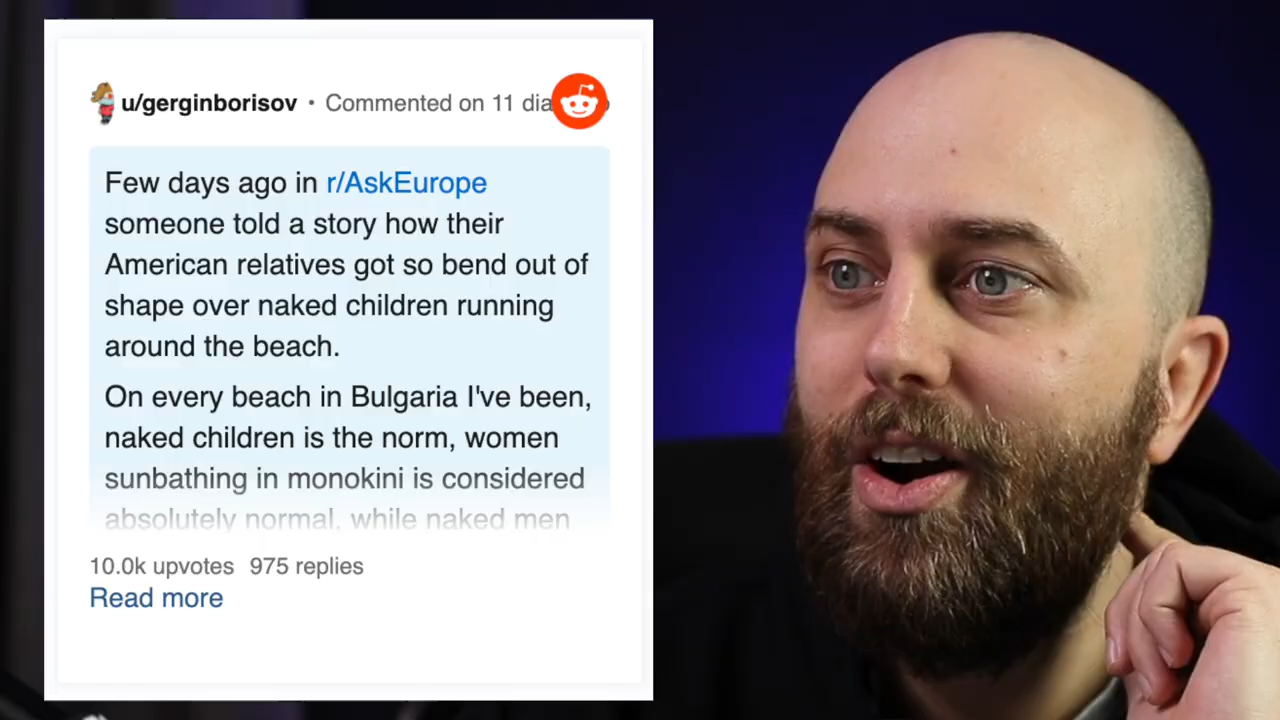 u/gerginborisov · Commented on 11 dia
Few days ago in r/AskEurope
someone told a story how their
American relatives got so bend out of
shape over naked children running
around the beach.
On every beach in Bulgaria I've been,
naked children is the norm, women
sunbathing in monokini is considered
absolutely normal, while naked men
10.0k upvotes 975 replies
Read more